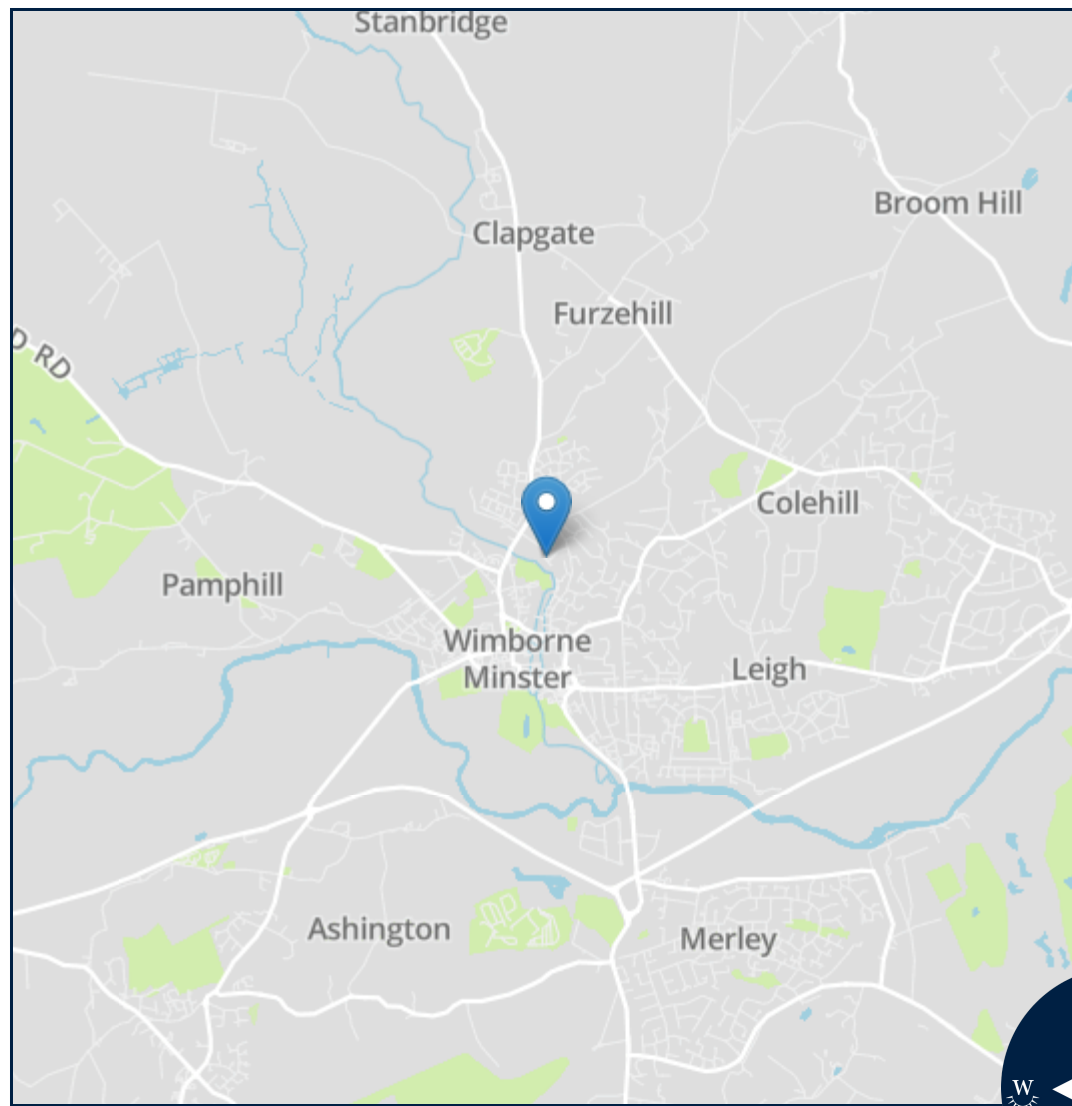 Stanbridge
Broom Hill
Clapgate
Furzehill
D RD
Colehill
Pamphill
Wimborne
Minster
Leigh
Ashington
Merley
W